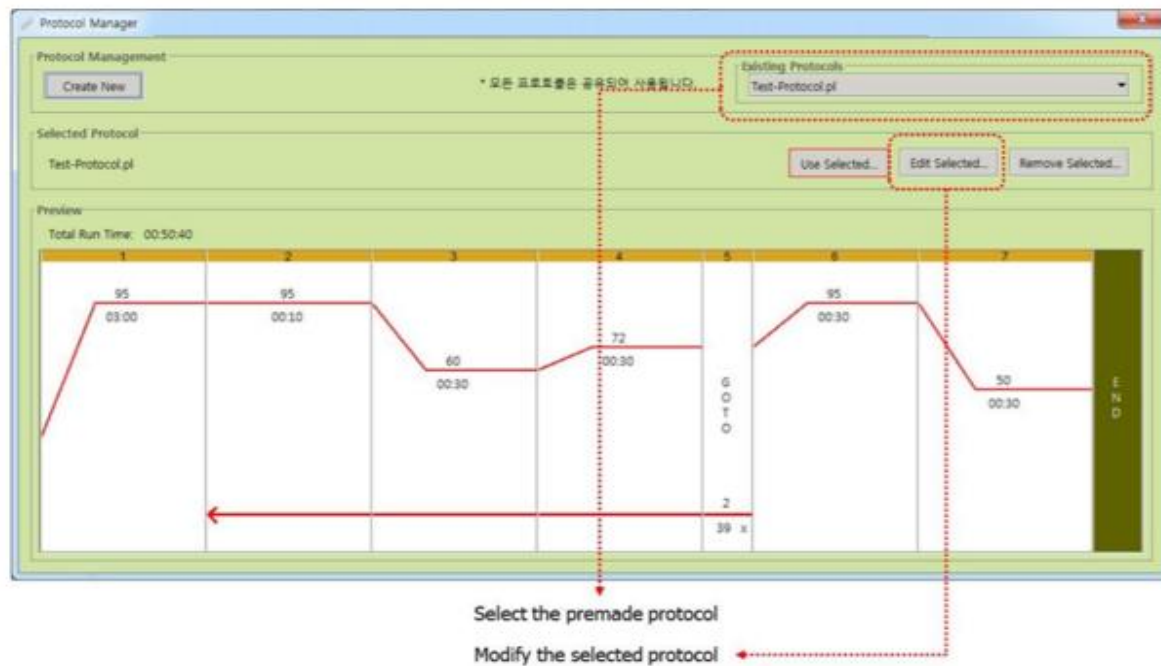 Protocol Manager
Protocol Management
Create New
* 모든 프로토콜은 공유되어 사용됩니다.
Existing Protocols
Test-Protocol.pl
Selected Protocol
Test-Protocol.pl
Use Selected...
Edit Selected...
Remove Selected...
Preview
Total Run Time: 00:50:40
1 2 3 4 5 6 7
95
03:00
95
00:10
60
00:30
72
00:30
GOTO
2
39 x
95
00:30
50
00:30
END
Select the premade protocol
Modify the selected protocol